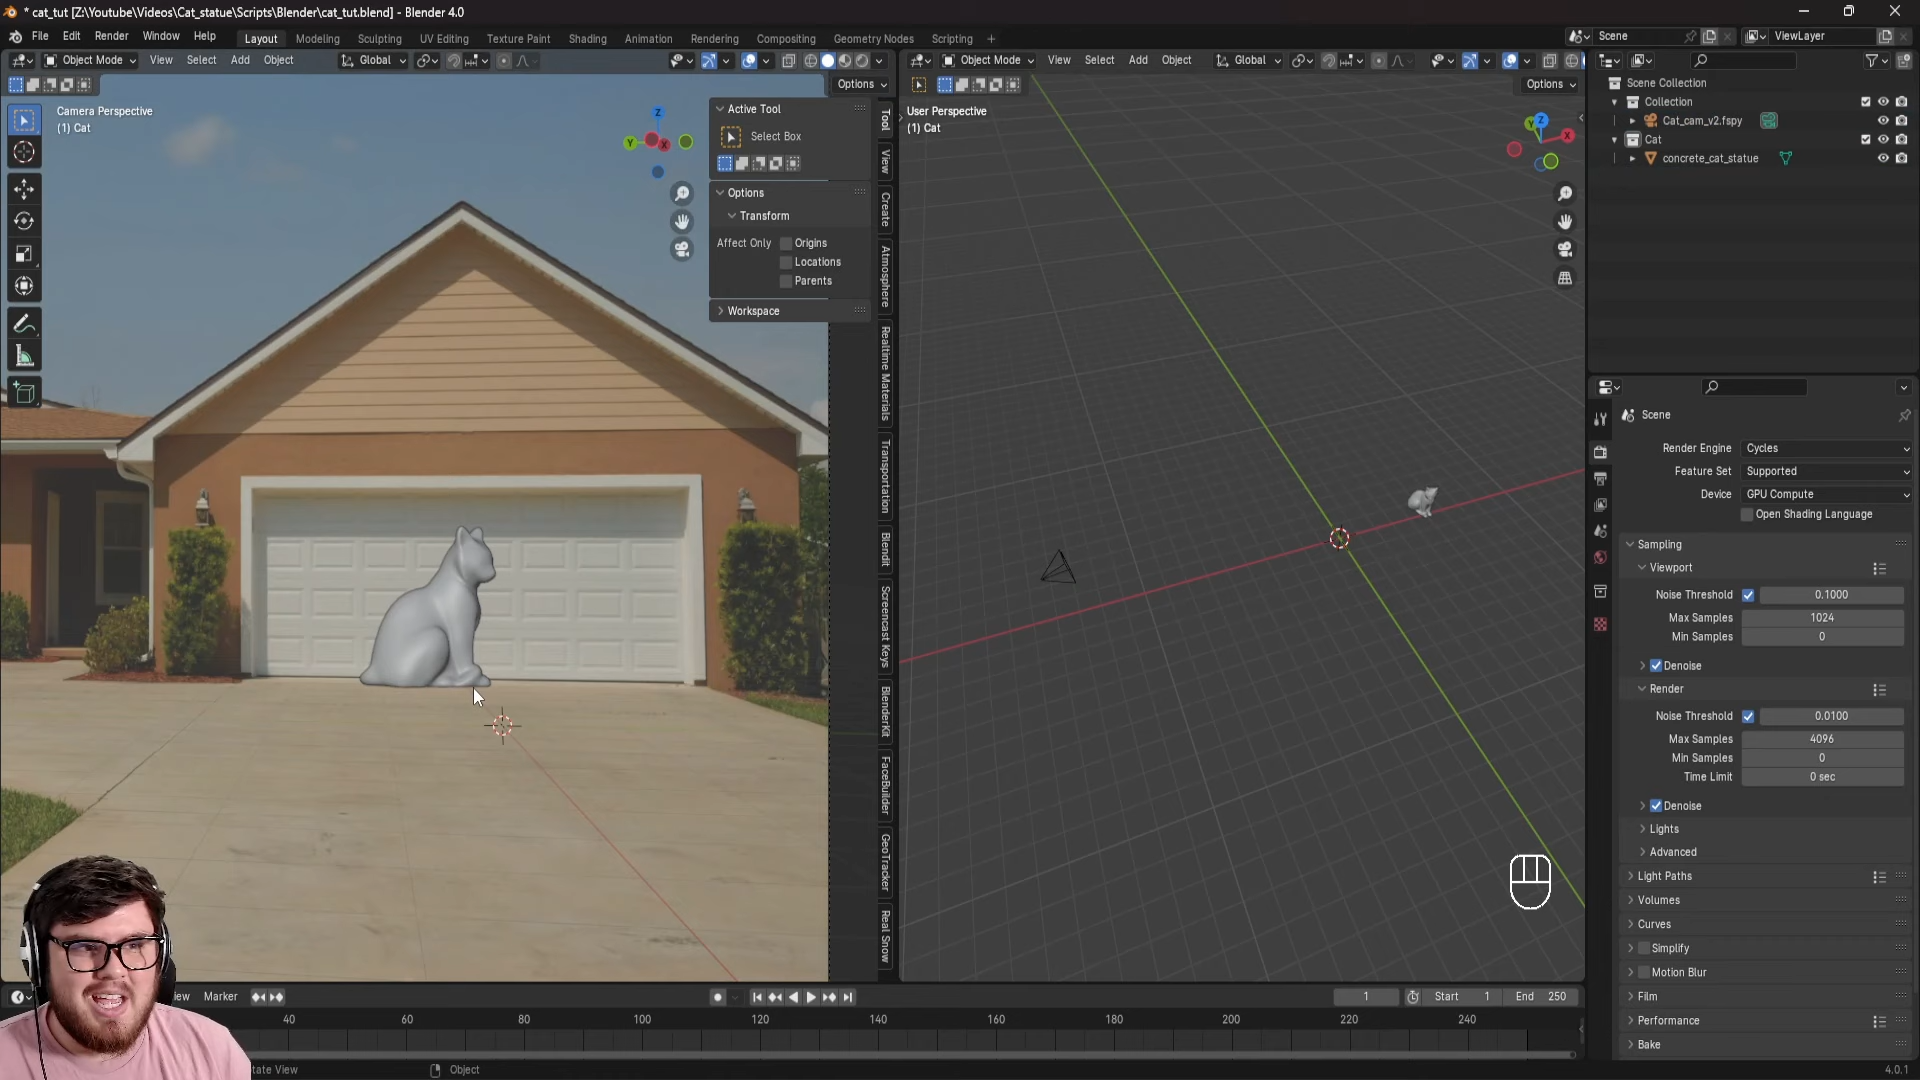 * cat_tut [Z:\Youtube\Videos\Cat_statue\Scripts\Blender\cat_tut.blend] - Blender 4.0
File Edit Render Window Help Layout Modeling Sculpting UV Editing Texture Paint Shading Animation Rendering Compositing Geometry Nodes Scripting + Scene ViewLayer
Object Mode View Select Add Object Global
Object Mode View Select Add Object Global
Options
Options
Camera Perspective
(1) Cat
Active Tool
Select Box
Options
Transform
Affect Only Origins
Locations
Parents
Workspace
Tool
View
Create
Atmosphere
Realtime Materials
Transportation
Blendit
Screencast Keys
BlenderKit
FaceBuilder
GeoTracker
Real Snow
User Perspective
(1) Cat
Z
Y
X
Z
Y
X
Scene Collection
Collection
Cat_cam_v2.fspy
Cat
concrete_cat_statue
Scene
Render Engine Cycles
Feature Set Supported
Device GPU Compute
Open Shading Language
Sampling
Viewport
Noise Threshold 0.1000
Max Samples 1024
Min Samples 0
Denoise
Render
Noise Threshold 0.0100
Max Samples 4096
Min Samples 0
Time Limit 0 sec
Denoise
Lights
Advanced
Light Paths
Volumes
Curves
Simplify
Motion Blur
Film
Performance
Bake
iew Marker 1 Start 1 End 250
40 60 80 100 120 140 160 180 200 220 240
tate View Object 4.0.1